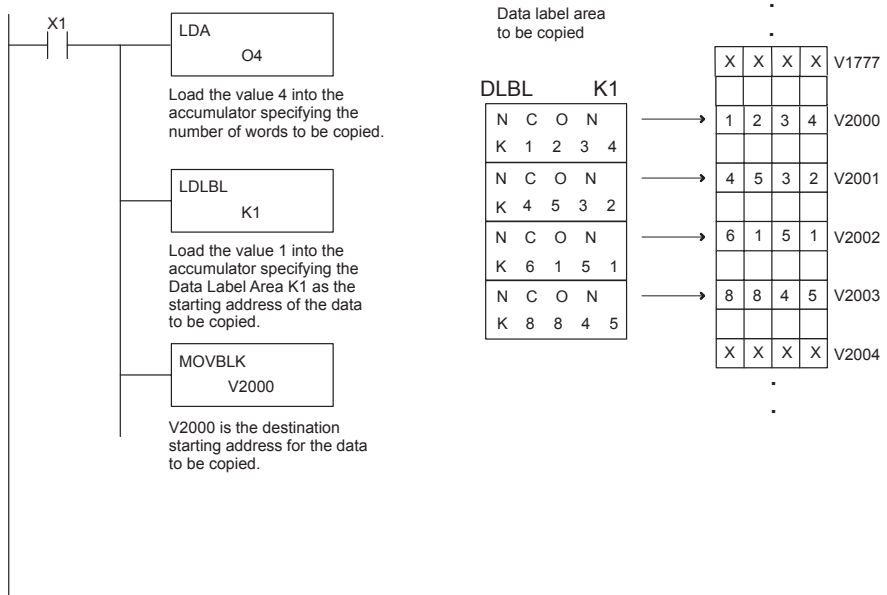 X1
LDA
O4
Load the value 4 into the
accumulator specifying the
number of words to be copied.
LDLBL
K1
Load the value 1 into the
accumulator specifying the
Data Label Area K1 as the
starting address of the data
to be copied.
MOVBLK
V2000
V2000 is the destination
starting address for the data
to be copied.
Data label area
to be copied
DLBL K1
N C O N
K 1 2 3 4
N C O N
K 4 5 3 2
N C O N
K 6 1 5 1
N C O N
K 8 8 4 5
X X X X V1777
1 2 3 4 V2000
4 5 3 2 V2001
6 1 5 1 V2002
8 8 4 5 V2003
X X X X V2004